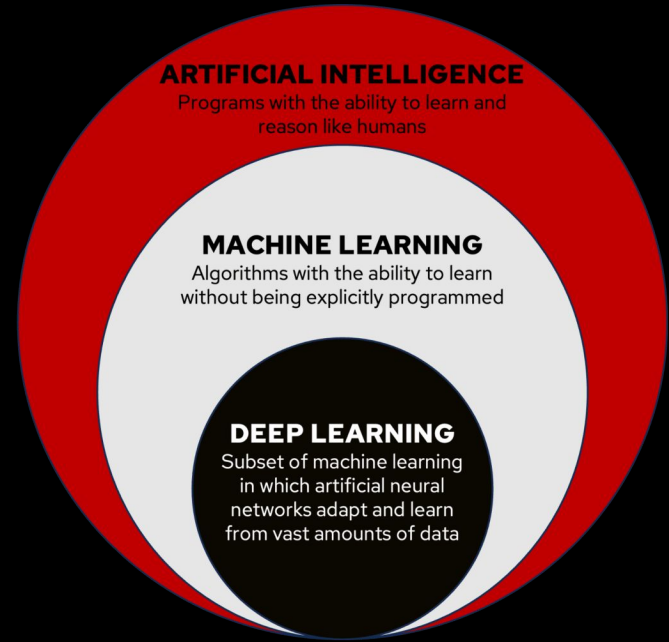 ARTIFICIAL INTELLIGENCE
Programs with the ability to learn and
reason like humans
MACHINE LEARNING
Algorithms with the ability to learn
without being explicitly programmed
DEEP LEARNING
Subset of machine learning
in which artificial neural
networks adapt and learn
from vast amounts of data